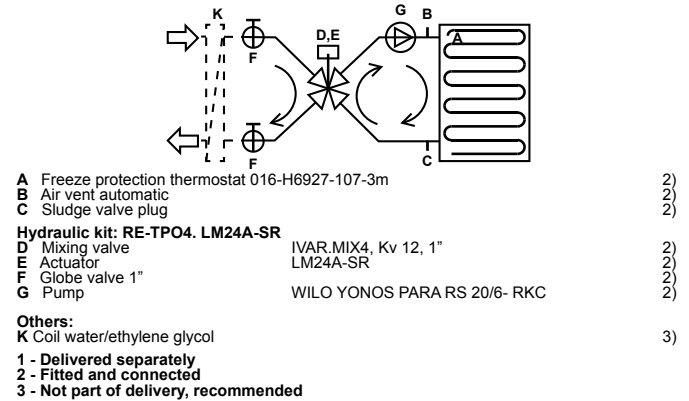 K
G
B
D,E
A
F
F
C
A Freeze protection thermostat 016-H6927-107-3m 2)
B Air vent automatic 2)
C Sludge valve plug 2)
Hydraulic kit: RE-TPO4. LM24A-SR
D Mixing valve IVAR.MIX4, Kv 12, 1” 2)
E Actuator LM24A-SR 2)
F Globe valve 1” 2)
G Pump WILO YONOS PARA RS 20/6- RKC 2)
Others:
K Coil water/ethylene glycol 3)
1 - Delivered separately
2 - Fitted and connected
3 - Not part of delivery, recommended